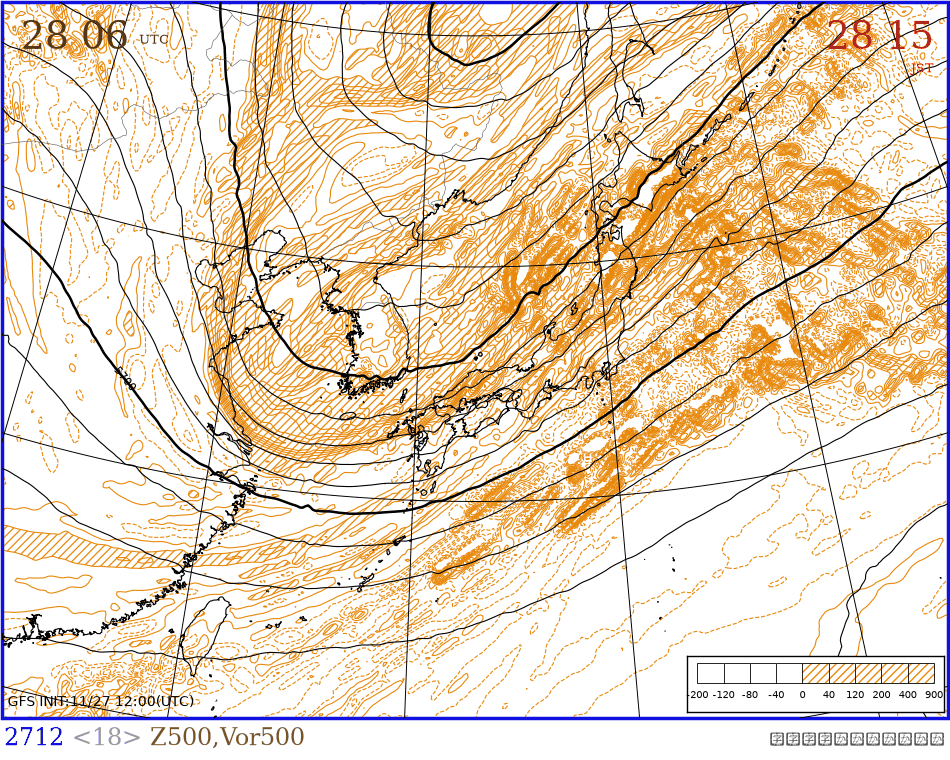 28 06 UTC
28 15
JST
5700
-200 -120 -80 -40 0 40 120 200 400 900
GFS INIT:11/27 12:00(UTC)
2712 <18> Z500,Vor500